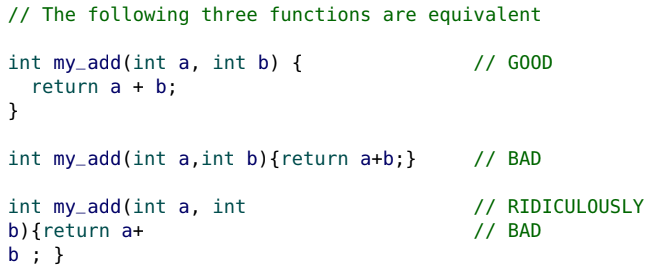 // The following three functions are equivalent
int my_add(int a, int b) { // GOOD
return a + b;
}
int my_add(int a,int b){return a+b;} // BAD
int my_add(int a, int // RIDICULOUSLY
b){return a+ // BAD
b ; }